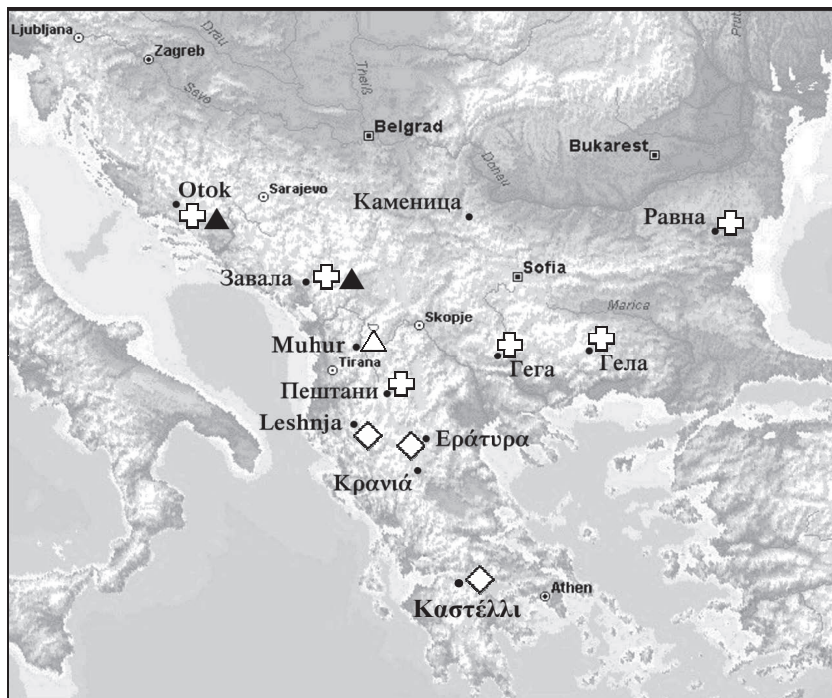 Ljubljana
Drau
Prut
Zagreb
Theiß
Save
Belgrad
Bukarest
Donau
Otok
Sarajevo
Каменица
Равна
Завала
Sofia
Marica
Skopje
Muhur
Tirana
Гега
Гела
Пештани
Leshnja
Εράτυρα
Κρανιά
Athen
Καστέλλι